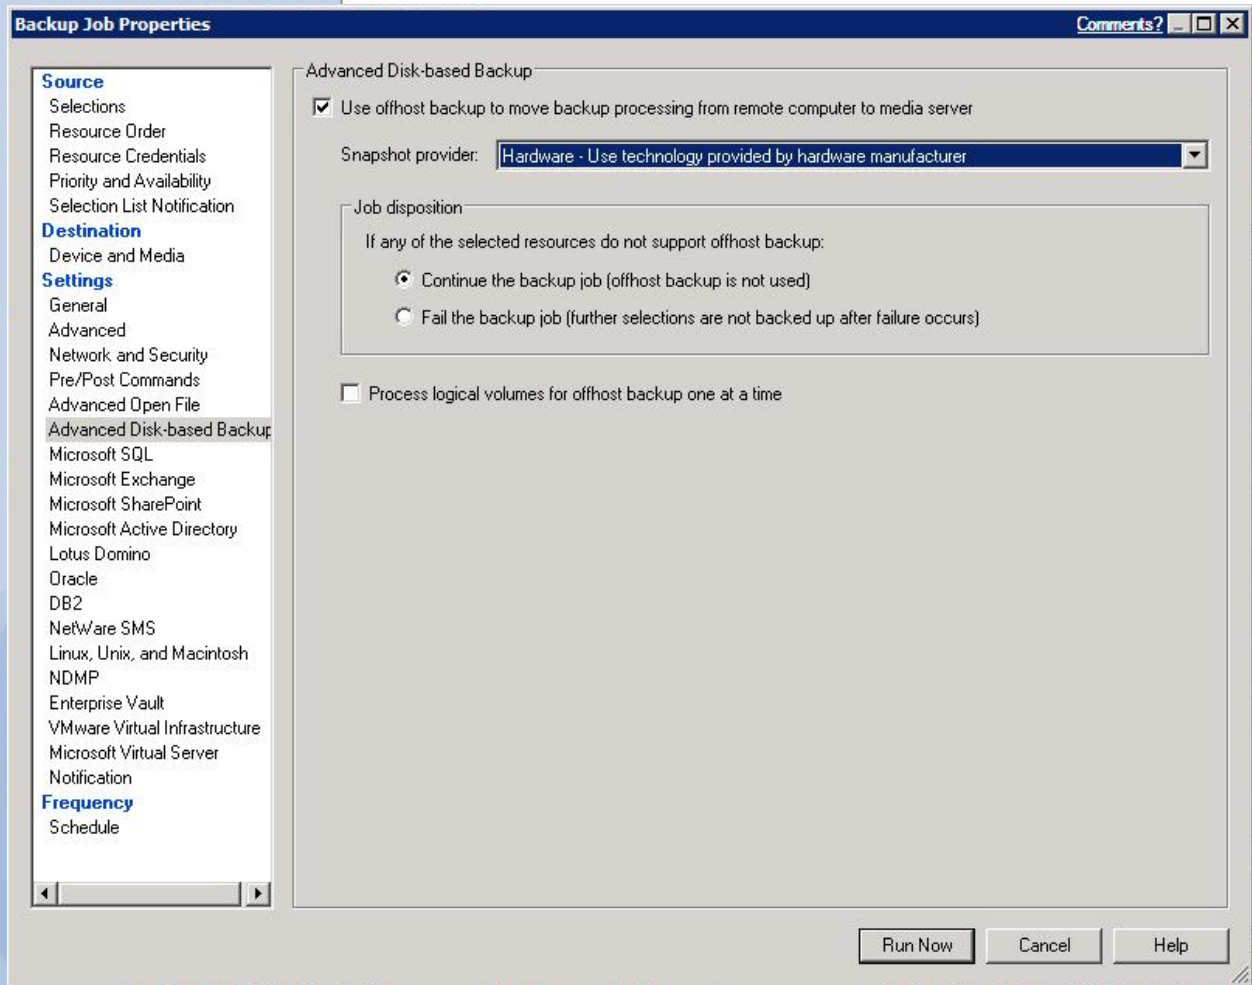 Backup Job Properties
Comments?
Source
Selections
Resource Order
Resource Credentials
Priority and Availability
Selection List Notification
Destination
Device and Media
Settings
General
Advanced
Network and Security
Pre/Post Commands
Advanced Open File
Advanced Disk-based Backup
Microsoft SQL
Microsoft Exchange
Microsoft SharePoint
Microsoft Active Directory
Lotus Domino
Oracle
DB2
NetWare SMS
Linux, Unix, and Macintosh
NDMP
Enterprise Vault
VMware Virtual Infrastructure
Microsoft Virtual Server
Notification
Frequency
Schedule
Advanced Disk-based Backup
Use offhost backup to move backup processing from remote computer to media server
Snapshot provider: Hardware - Use technology provided by hardware manufacturer
Job disposition
If any of the selected resources do not support offhost backup:
Continue the backup job (offhost backup is not used)
Fail the backup job (further selections are not backed up after failure occurs)
Process logical volumes for offhost backup one at a time
Run Now
Cancel
Help